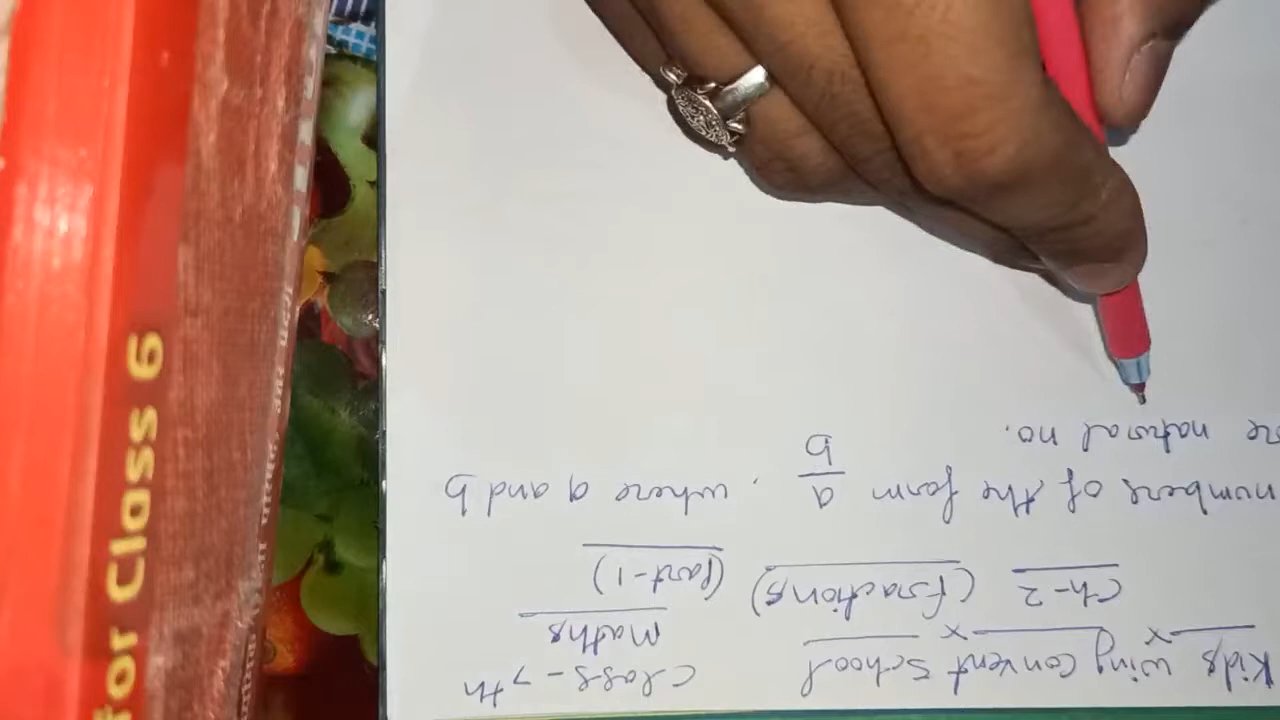 Kids wing convent School
Class - 7th
Maths
Ch-2 (Fractions) (Part-1)
numbers of the form a/b, where a and b
re natural no.
for Class 6